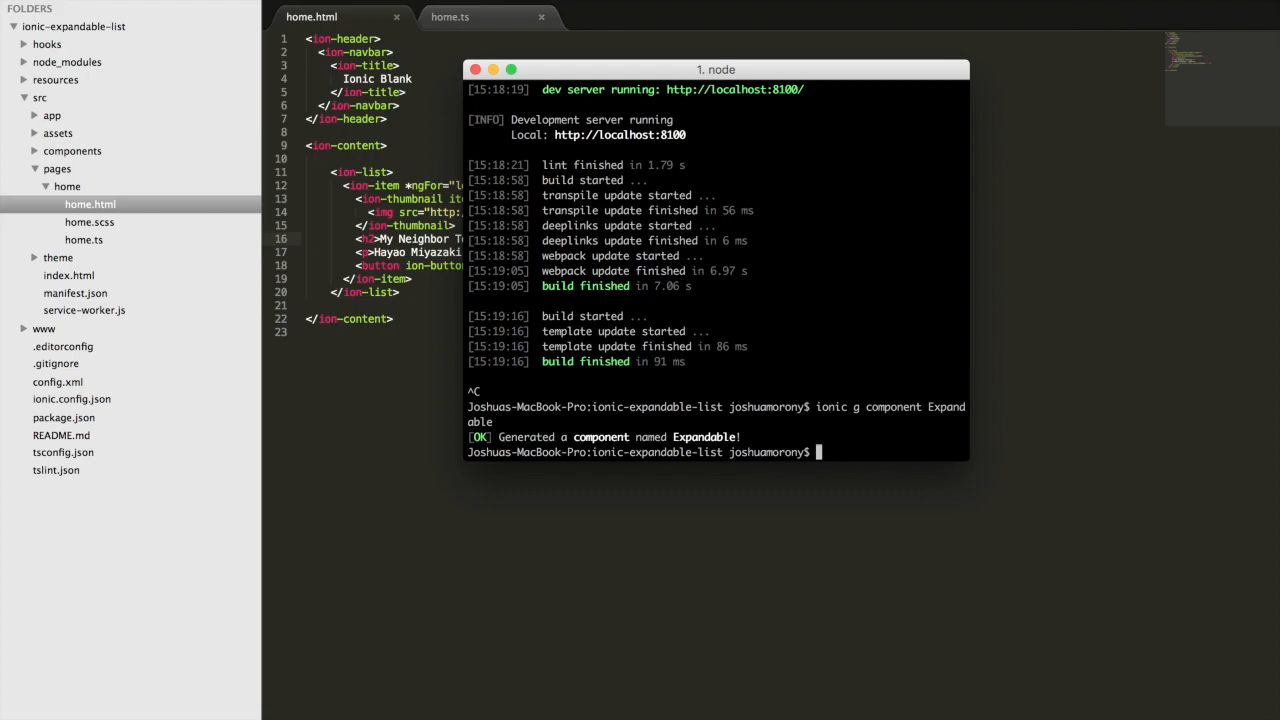 FOLDERS
ionic-expandable-list
hooks
node_modules
resources
src
app
assets
components
pages
home
home.html
home.scss
home.ts
theme
index.html
manifest.json
service-worker.js
www
.editorconfig
.gitignore
config.xml
ionic.config.json
package.json
README.md
tsconfig.json
tslint.json
home.html × home.ts ×
1 <ion-header>
2 <ion-navbar>
3 <ion-title>
4 Ionic Blank
5 </ion-title>
6 </ion-navbar>
7 </ion-header>
8
9 <ion-content>
10
11 <ion-list>
12 <ion-item *ngFor="l
13 <ion-thumbnail it
14 <img src="http:
15 </ion-thumbnail>
16 <h2>My Neighbor T
17 <p>Hayao Miyazaki
18 <button ion-button
19 </ion-item>
20 </ion-list>
21
22 </ion-content>
23
1. node
[15:18:19] dev server running: http://localhost:8100/
[INFO] Development server running
Local: http://localhost:8100
[15:18:21] lint finished in 1.79 s
[15:18:58] build started ...
[15:18:58] transpile update started ...
[15:18:58] transpile update finished in 56 ms
[15:18:58] deeplinks update started ...
[15:18:58] deeplinks update finished in 6 ms
[15:18:58] webpack update started ...
[15:19:05] webpack update finished in 6.97 s
[15:19:05] build finished in 7.06 s
[15:19:16] build started ...
[15:19:16] template update started ...
[15:19:16] template update finished in 86 ms
[15:19:16] build finished in 91 ms
^C
Joshuas-MacBook-Pro:ionic-expandable-list joshuamorony$ ionic g component Expand
able
[OK] Generated a component named Expandable!
Joshuas-MacBook-Pro:ionic-expandable-list joshuamorony$